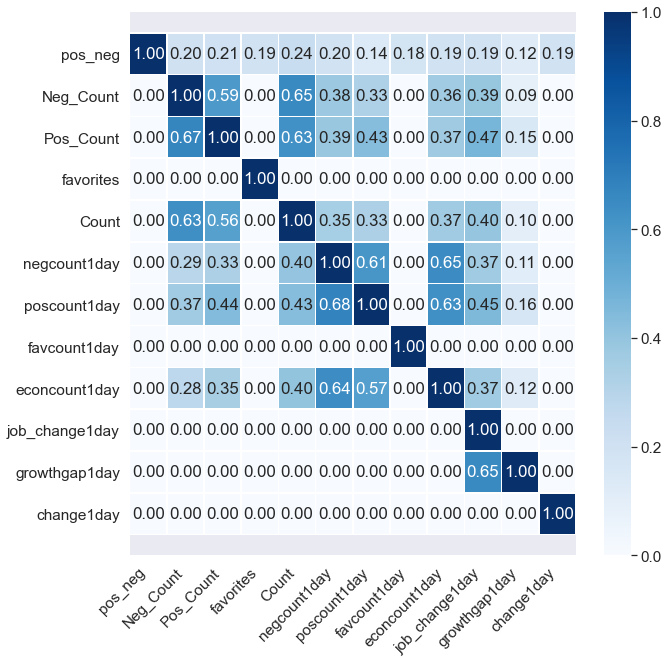 pos_neg 1.00 0.20 0.21 0.19 0.24 0.20 0.14 0.18 0.19 0.19 0.12 0.19
Neg_Count 0.00 1.00 0.59 0.00 0.65 0.38 0.33 0.00 0.36 0.39 0.09 0.00
Pos_Count 0.00 0.67 1.00 0.00 0.63 0.39 0.43 0.00 0.37 0.47 0.15 0.00
favorites 0.00 0.00 0.00 1.00 0.00 0.00 0.00 0.00 0.00 0.00 0.00 0.00
Count 0.00 0.63 0.56 0.00 1.00 0.35 0.33 0.00 0.37 0.40 0.10 0.00
negcount1day 0.00 0.29 0.33 0.00 0.40 1.00 0.61 0.00 0.65 0.37 0.11 0.00
poscount1day 0.00 0.37 0.44 0.00 0.43 0.68 1.00 0.00 0.63 0.45 0.16 0.00
favcount1day 0.00 0.00 0.00 0.00 0.00 0.00 0.00 1.00 0.00 0.00 0.00 0.00
econcount1day 0.00 0.28 0.35 0.00 0.40 0.64 0.57 0.00 1.00 0.37 0.12 0.00
job_change1day 0.00 0.00 0.00 0.00 0.00 0.00 0.00 0.00 0.00 1.00 0.00 0.00
growthgap1day 0.00 0.00 0.00 0.00 0.00 0.00 0.00 0.00 0.00 0.65 1.00 0.00
change1day 0.00 0.00 0.00 0.00 0.00 0.00 0.00 0.00 0.00 0.00 0.00 1.00
pos_neg
Neg_Count
Pos_Count
favorites
Count
negcount1day
poscount1day
favcount1day
econcount1day
job_change1day
growthgap1day
change1day
1.0
0.8
0.6
0.4
0.2
0.0